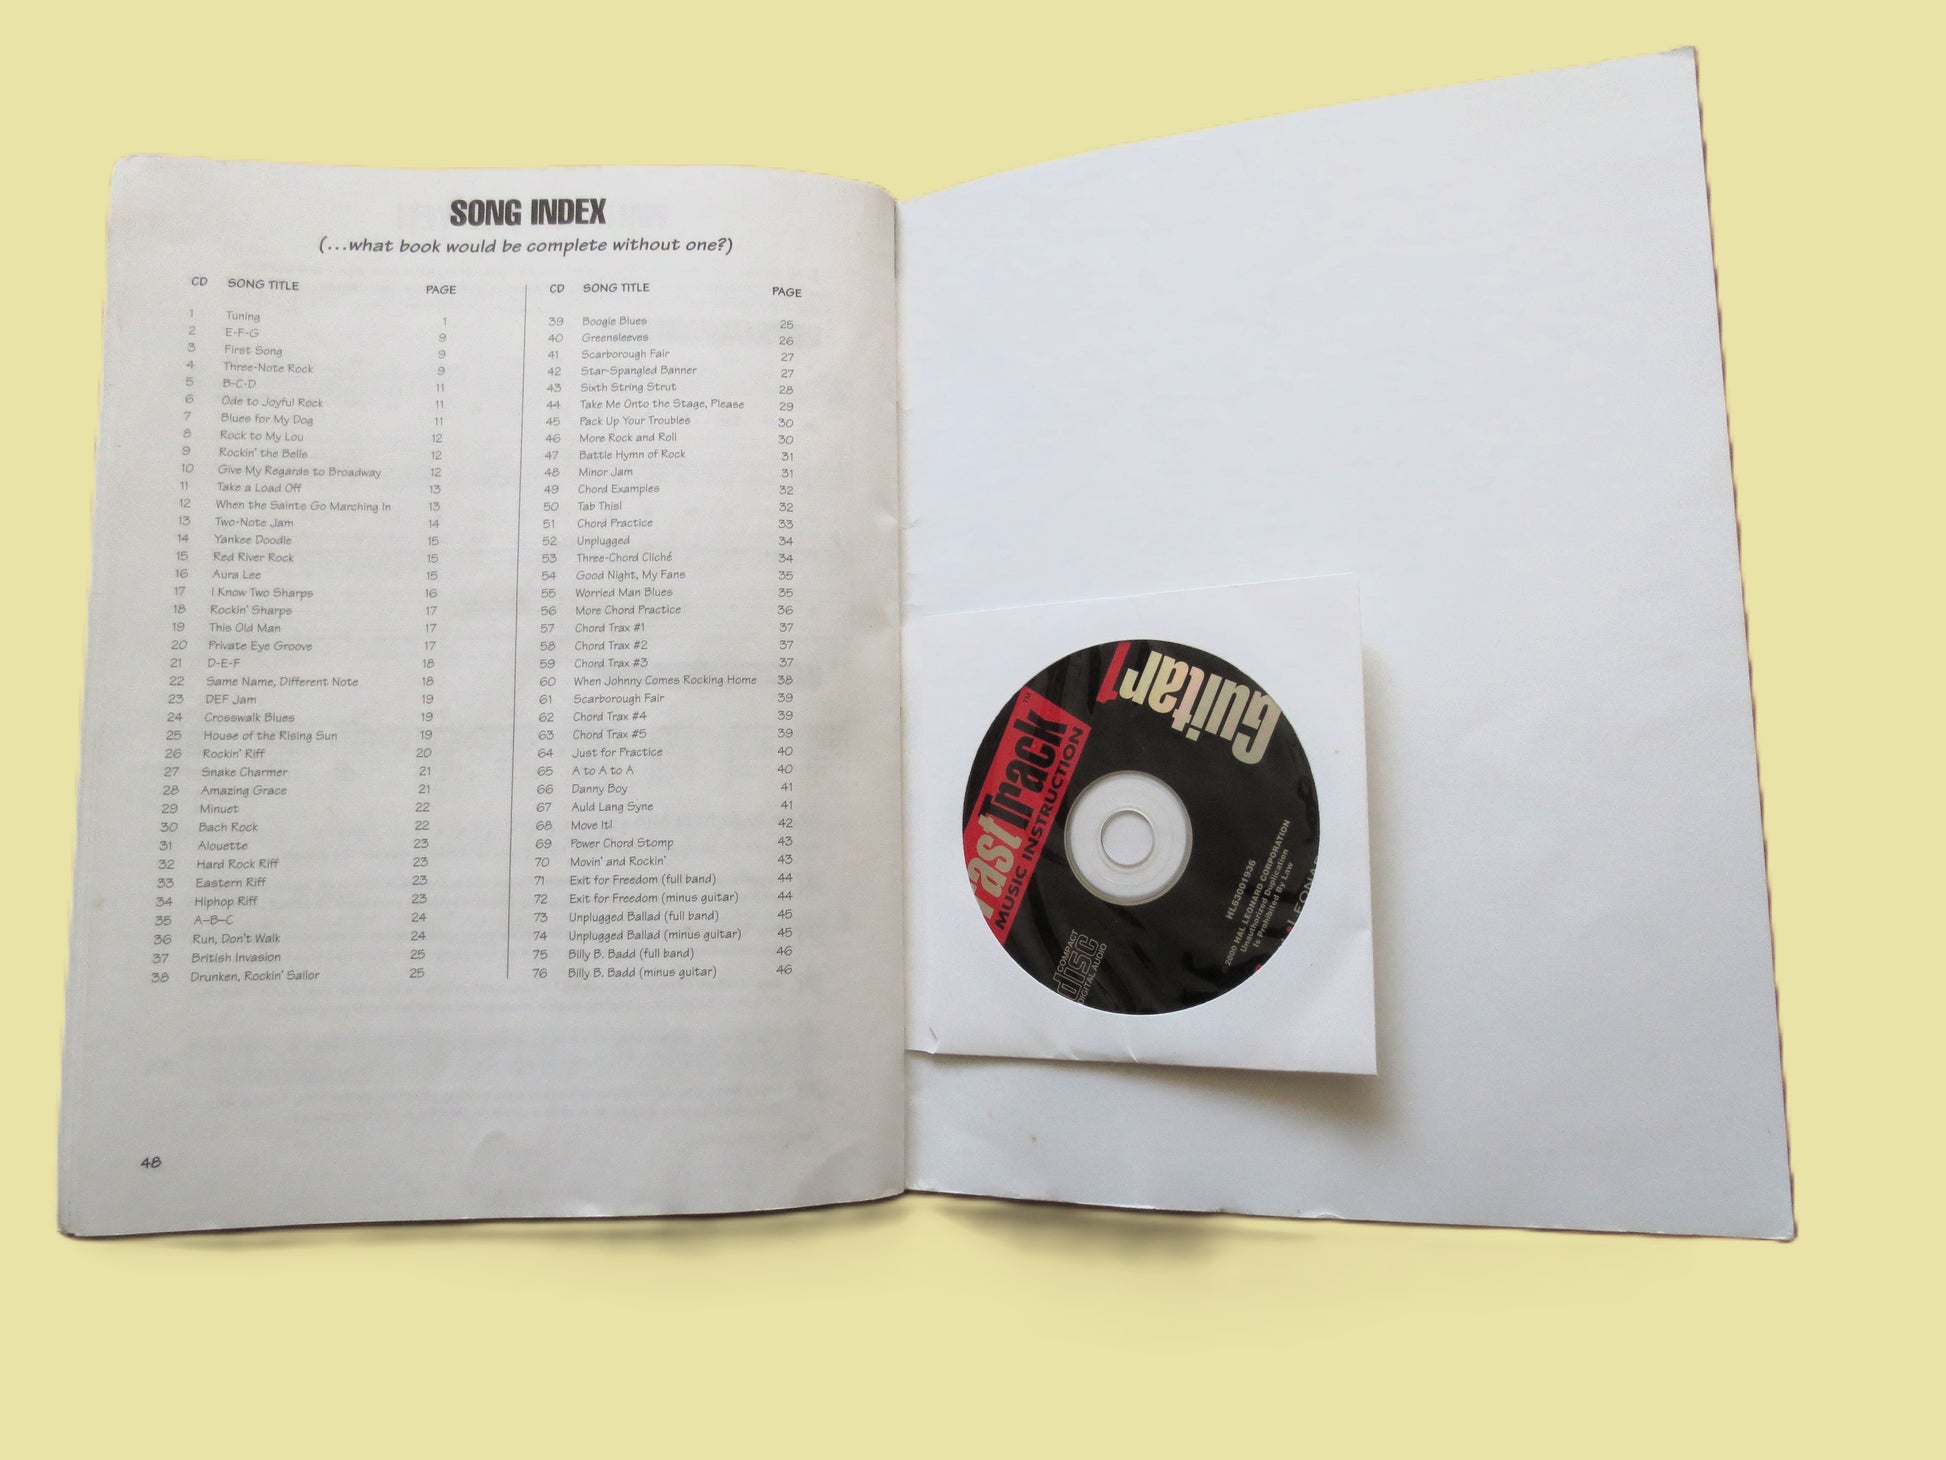 SONG INDEX
(...what book would be complete without one?)
CD SONG TITLE PAGE
1 Tuning 1
2 E-F-G 9
3 First Song 9
4 Three-Note Rock 9
5 B-C-D 11
6 Ode to Joyful Rock 11
7 Blues for My Dog 11
8 Rock to My Lou 12
9 Rockin' the Bells 12
10 Give My Regards to Broadway 12
11 Take a Load Off 13
12 When the Saints Go Marching In 13
13 Two-Note Jam 14
14 Yankee Doodle 15
15 Red River Rock 15
16 Aura Lee 15
17 I Know Two Sharps 16
18 Rockin' Sharps 17
19 This Old Man 17
20 Private Eye Groove 17
21 D-E-F 18
22 Same Name, Different Note 18
23 DEF Jam 19
24 Crosswalk Blues 19
25 House of the Rising Sun 19
26 Rockin' Riff 20
27 Snake Charmer 21
28 Amazing Grace 21
29 Minuet 22
30 Bach Rock 22
31 Alouette 23
32 Hard Rock Riff 23
33 Eastern Riff 23
34 Hiphop Riff 23
35 A–B–C 24
36 Run, Don't Walk 24
37 British Invasion 25
38 Drunken, Rockin' Sailor 25
CD SONG TITLE PAGE
39 Boogie Blues 25
40 Greensleeves 26
41 Scarborough Fair 27
42 Star-Spangled Banner 27
43 Sixth String Strut 28
44 Take Me Onto the Stage, Please 29
45 Pack Up Your Troubles 30
46 More Rock and Roll 30
47 Battle Hymn of Rock 31
48 Minor Jam 31
49 Chord Examples 32
50 Tab This! 32
51 Chord Practice 33
52 Unplugged 34
53 Three-Chord Cliché 34
54 Good Night, My Fans 35
55 Worried Man Blues 35
56 More Chord Practice 36
57 Chord Trax #1 37
58 Chord Trax #2 37
59 Chord Trax #3 37
60 When Johnny Comes Rocking Home 38
61 Scarborough Fair 39
62 Chord Trax #4 39
63 Chord Trax #5 39
64 Just for Practice 40
65 A to A to A 40
66 Danny Boy 41
67 Auld Lang Syne 41
68 Move It! 42
69 Power Chord Stomp 43
70 Movin' and Rockin' 43
71 Exit for Freedom (full band) 44
72 Exit for Freedom (minus guitar) 44
73 Unplugged Ballad (full band) 45
74 Unplugged Ballad (minus guitar) 45
75 Billy B. Badd (full band) 46
76 Billy B. Badd (minus guitar) 46
48
FastTrack™
MUSIC INSTRUCTION
Guitar 1
COMPACT
disc
DIGITAL AUDIO
HL63001936
2000 HAL LEONARD CORPORATION
Unauthorized Duplication
Is Prohibited By Law